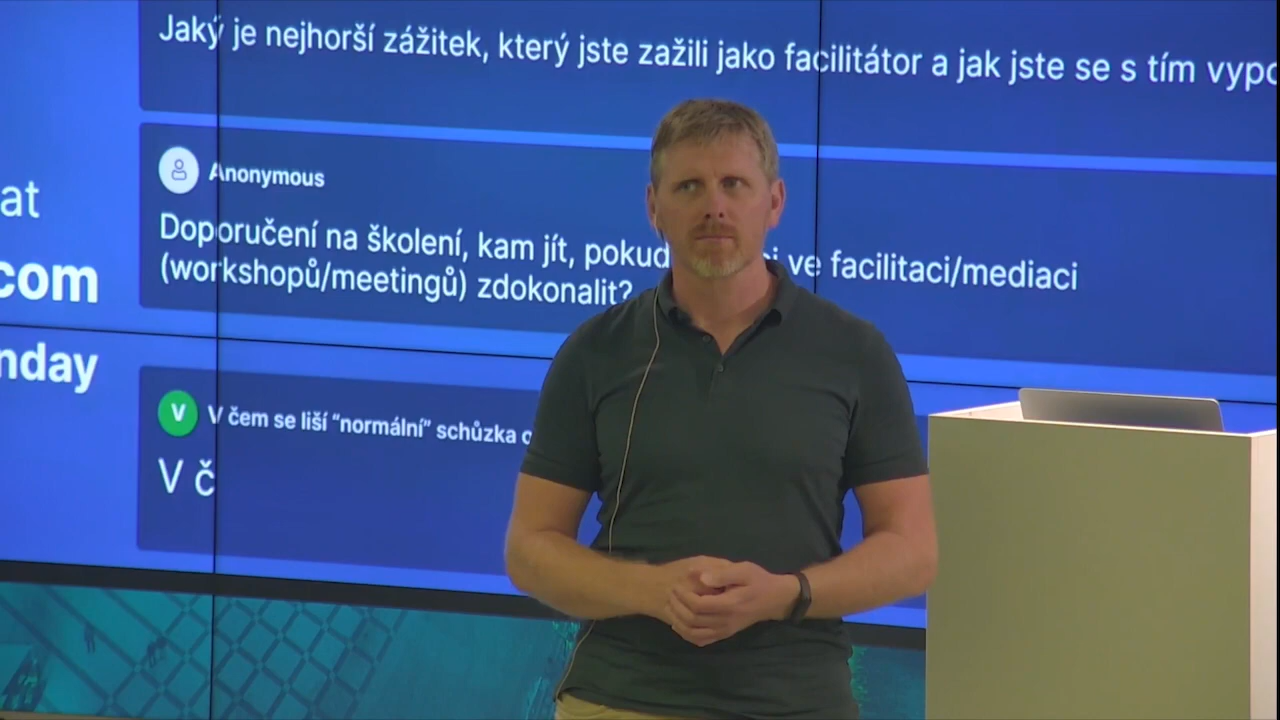 Jaký je nejhorší zážitek, který jste zažili jako facilitátor a jak jste se s tím vypo
Anonymous
at
Doporučení na školení, kam jít, pokud ve facilitaci/mediaci
com
(workshopů/meetingů) zdokonalit?
nday
V
V čem se liší “normální” schůzka
V č